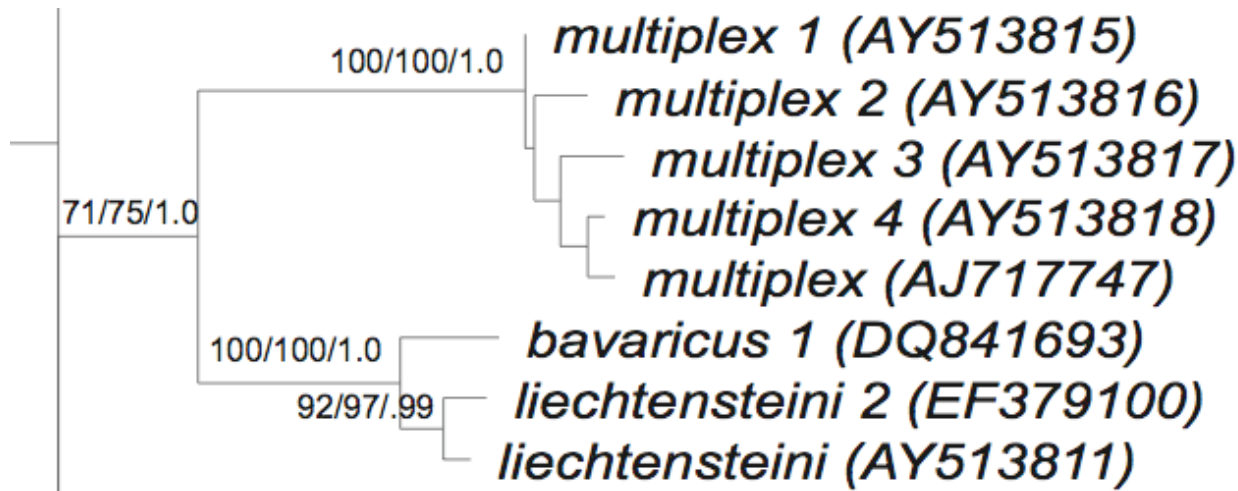 multiplex 1 (AY513815)
100/100/1.0
multiplex 2 (AY513816)
multiplex 3 (AY513817)
71/75/1.0
multiplex 4 (AY513818)
multiplex (AJ717747)
bavaricus 1 (DQ841693)
100/100/1.0
liechtensteini 2 (EF379100)
92/97/.99
liechtensteini (AY513811)